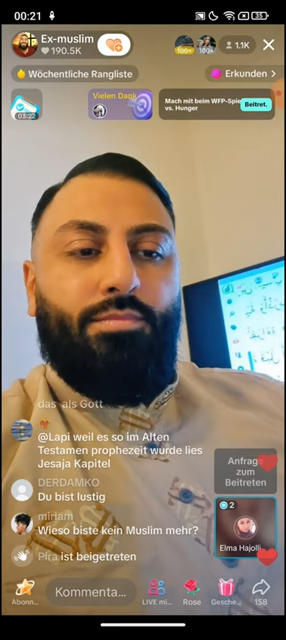 00:21
35
Ex-muslim
190.5K
1.1K
Wöchentliche Rangliste
Erkunden >
03:22
Vielen Dank
Mach mit beim WFP-Spie
vs. Hunger
Beitret.
das als Gott
@Lapi weil es so im Alten
Testamen prophezeit wurde lies
Jesaja Kapitel
Anfrage
zum
Beitreten
DERDAMKO
Du bist lustig
miriam
Wieso biste kein Muslim mehr?
2
Elma Hajoll...
Pira ist beigetreten
Kommenta...
Abonn...
LIVE mi...
Rose
Gesche...
158